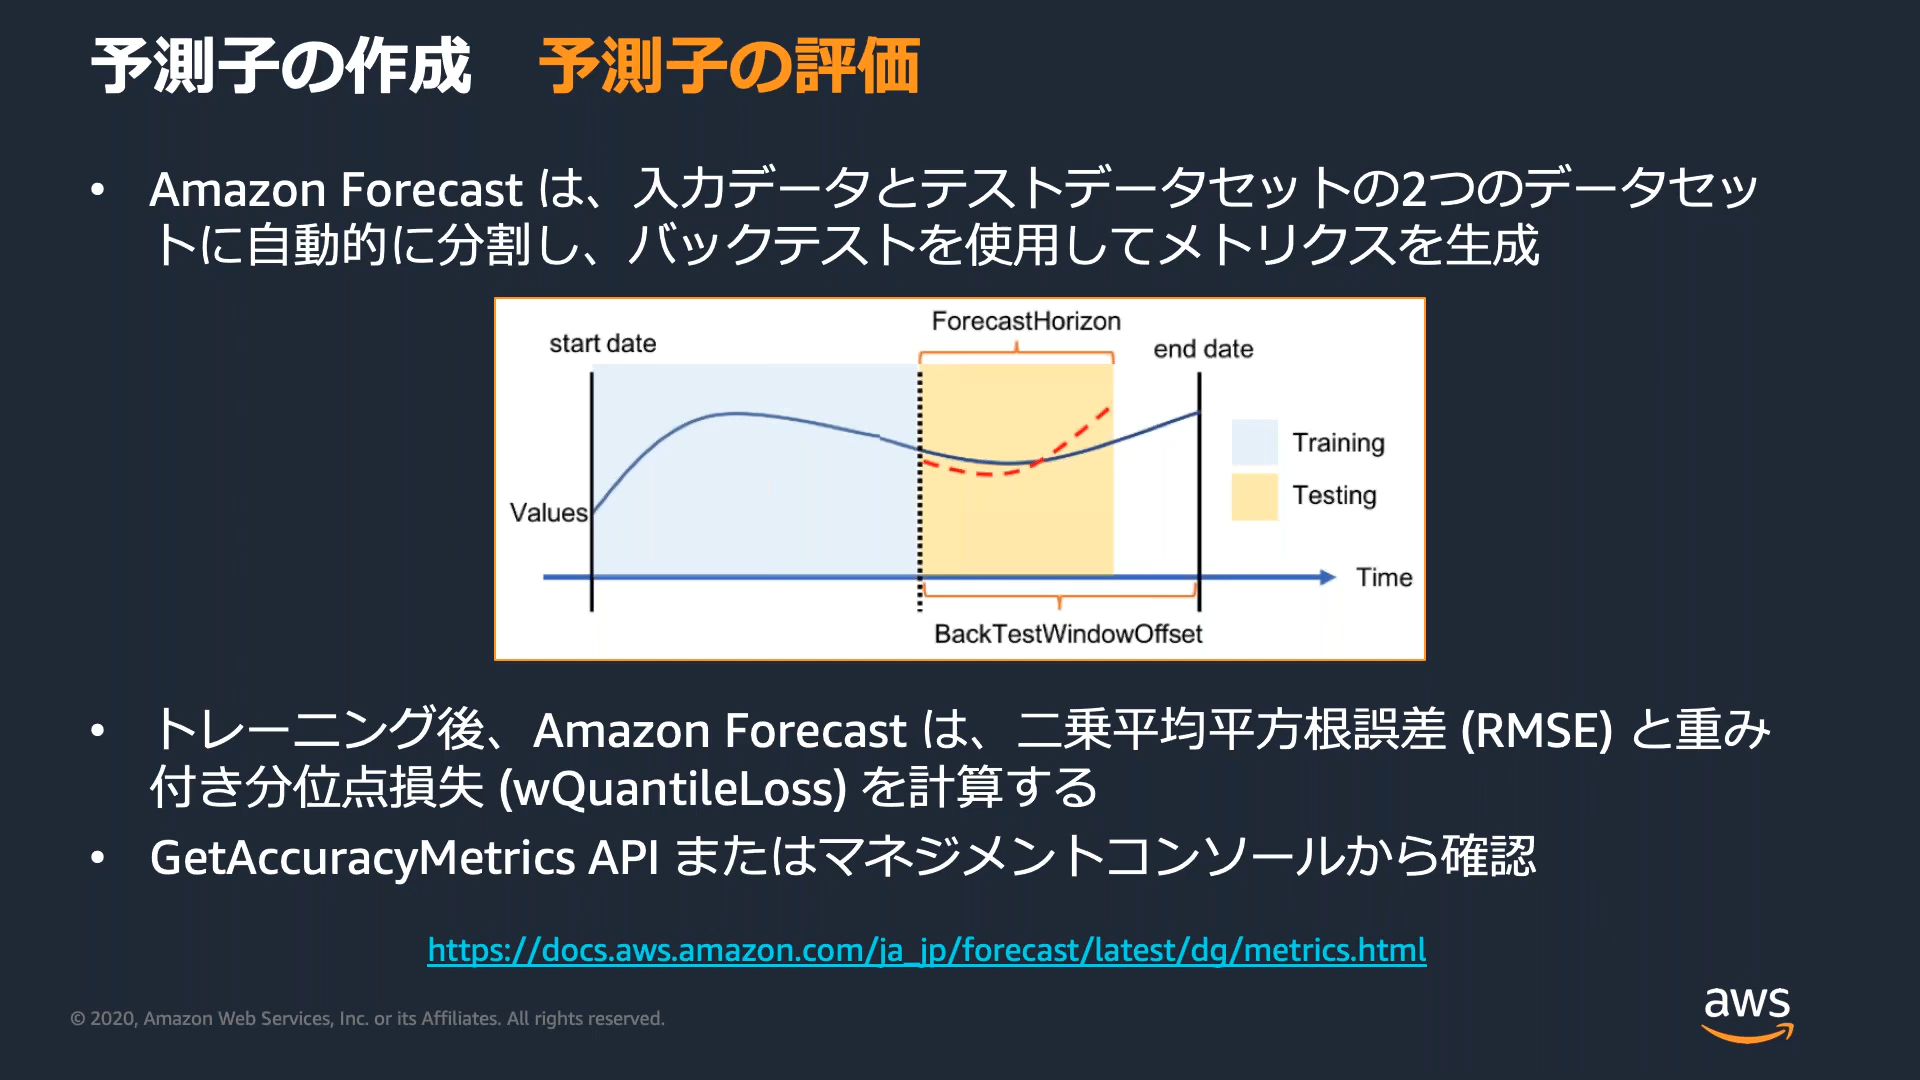 予測子の作成　予測子の評価
• Amazon Forecast は、入力データとテストデータセットの2つのデータセッ
トに自動的に分割し、バックテストを使用してメトリクスを生成
ForecastHorizon
start date
end date
Training
Testing
Values
Time
BackTestWindowOffset
• トレーニング後、Amazon Forecast は、二乗平均平方根誤差 (RMSE) と重み
付き分位点損失 (wQuantileLoss) を計算する
• GetAccuracyMetrics API またはマネジメントコンソールから確認
https://docs.aws.amazon.com/ja_jp/forecast/latest/dg/metrics.html
© 2020, Amazon Web Services, Inc. or its Affiliates. All rights reserved.
aws